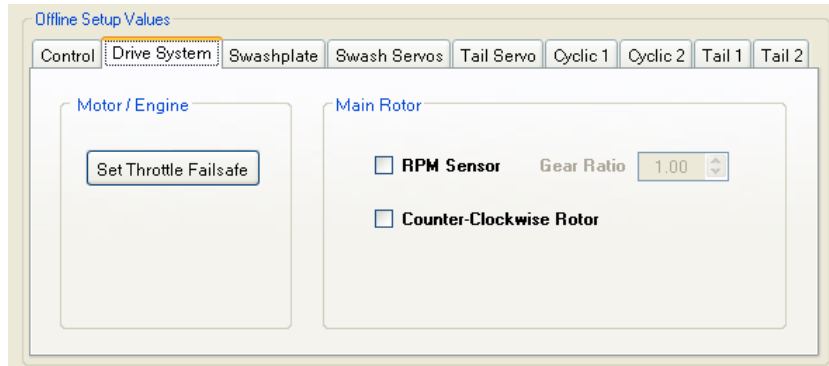 Offline Setup Values
Control Drive System Swashplate Swash Servos Tail Servo Cyclic 1 Cyclic 2 Tail 1 Tail 2
Motor / Engine
Set Throttle Failsafe
Main Rotor
RPM Sensor Gear Ratio 1.00
Counter-Clockwise Rotor